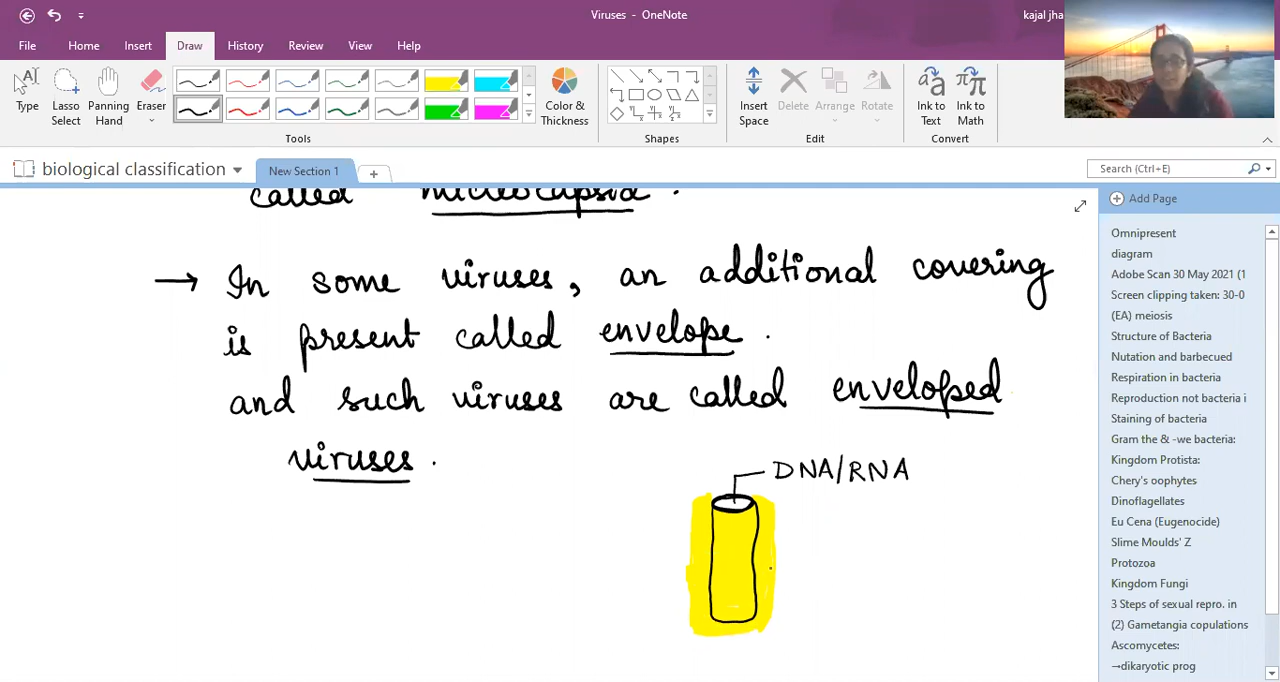 Viruses - OneNote
kajal jha
File Home Insert Draw History Review View Help
Type
Lasso Select
Panning Hand
Eraser
Color & Thickness
Insert Space
Delete
Arrange
Rotate
Ink to Text
Ink to Math
Tools
Shapes
Edit
Convert
biological classification
New Section 1
Search (Ctrl+E)
called nucleocapsid.
→ In some viruses, an additional covering
is present called envelope.
and such viruses are called enveloped
viruses.
DNA/RNA
Add Page
Omnipresent
diagram
Adobe Scan 30 May 2021 (1
Screen clipping taken: 30-0
(EA) meiosis
Structure of Bacteria
Nutation and barbecued
Respiration in bacteria
Reproduction not bacteria i
Staining of bacteria
Gram the & -we bacteria:
Kingdom Protista:
Chery's oophytes
Dinoflagellates
Eu Cena (Eugenocide)
Slime Moulds' Z
Protozoa
Kingdom Fungi
3 Steps of sexual repro. in
(2) Gametangia copulations
Ascomycetes:
→dikaryotic prog